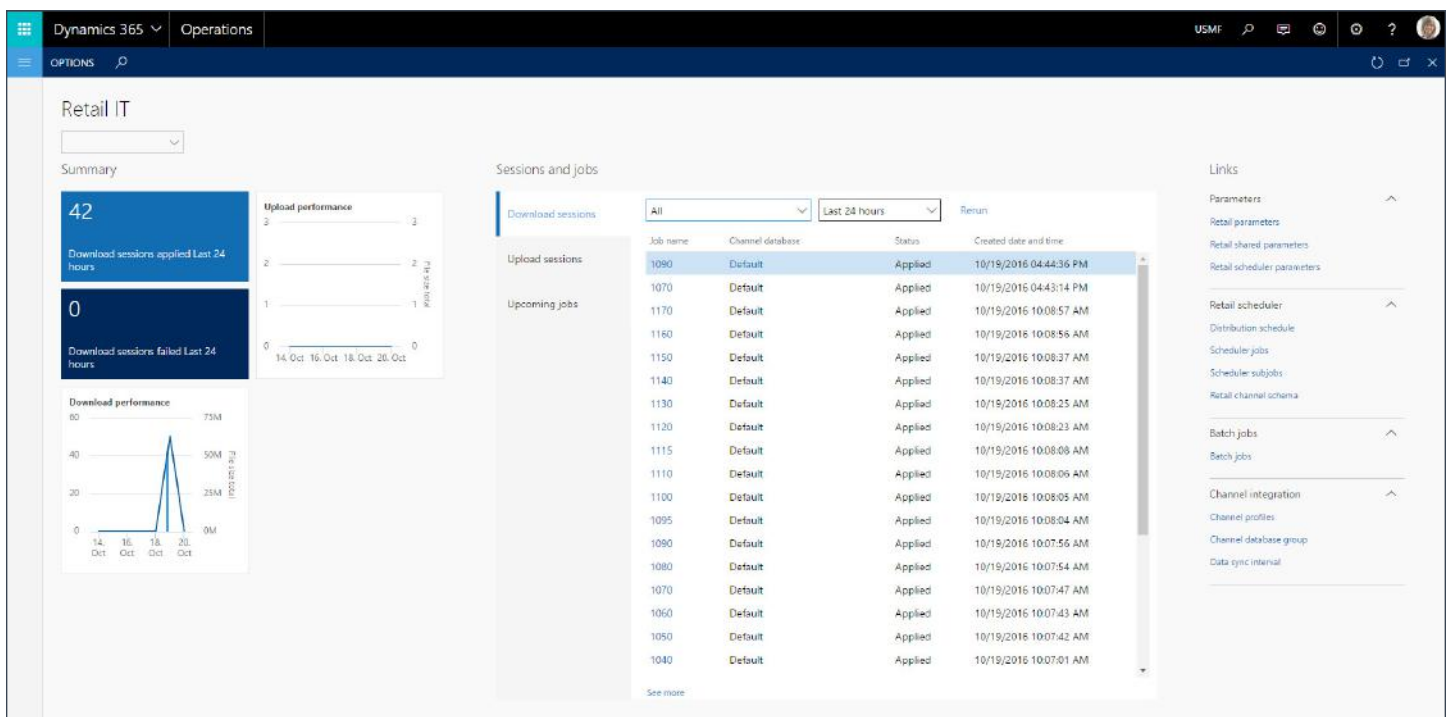 Dynamics 365 Operations USMF ?
OPTIONS
Retail IT
Summary
42
Download sessions applied Last 24
hours
0
Download sessions failed Last 24
hours
Upload performance
3 3
2 2
1 1
0 0
14. Oct 16. Oct 18. Oct 20. Oct
File size total
Download performance
60 75M
40 50M
20 25M
0 0M
14. 16. 18. 20.
Oct Oct Oct Oct
File size total
Sessions and jobs
Download sessions
Upload sessions
Upcoming jobs
All Last 24 hours Rerun
Job name Channel database Status Created date and time
1090 Default Applied 10/19/2016 04:44:36 PM
1070 Default Applied 10/19/2016 04:43:14 PM
1170 Default Applied 10/19/2016 10:08:57 AM
1160 Default Applied 10/19/2016 10:08:56 AM
1150 Default Applied 10/19/2016 10:08:37 AM
1140 Default Applied 10/19/2016 10:08:37 AM
1130 Default Applied 10/19/2016 10:08:25 AM
1120 Default Applied 10/19/2016 10:08:23 AM
1115 Default Applied 10/19/2016 10:08:08 AM
1110 Default Applied 10/19/2016 10:08:06 AM
1100 Default Applied 10/19/2016 10:08:05 AM
1095 Default Applied 10/19/2016 10:08:04 AM
1090 Default Applied 10/19/2016 10:07:56 AM
1080 Default Applied 10/19/2016 10:07:54 AM
1070 Default Applied 10/19/2016 10:07:47 AM
1060 Default Applied 10/19/2016 10:07:43 AM
1050 Default Applied 10/19/2016 10:07:42 AM
1040 Default Applied 10/19/2016 10:07:01 AM
See more
Links
Parameters
Retail parameters
Retail shared parameters
Retail scheduler parameters
Retail scheduler
Distribution schedule
Scheduler jobs
Scheduler subjobs
Retail channel schema
Batch jobs
Batch jobs
Channel integration
Channel profiles
Channel database group
Data sync interval